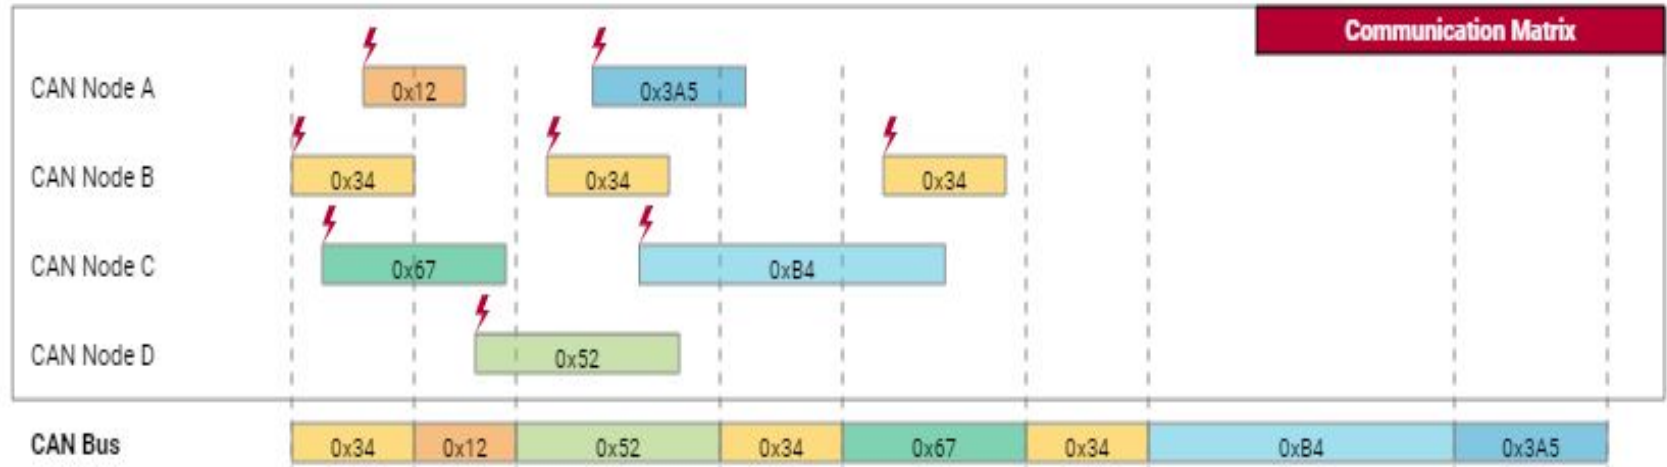 Communication Matrix
CAN Node A
0x12
0x3A5
CAN Node B
0x34
0x34
0x34
CAN Node C
0x67
0xB4
CAN Node D
0x52
CAN Bus
0x34
0x12
0x52
0x34
0x67
0x34
0xB4
0x3A5